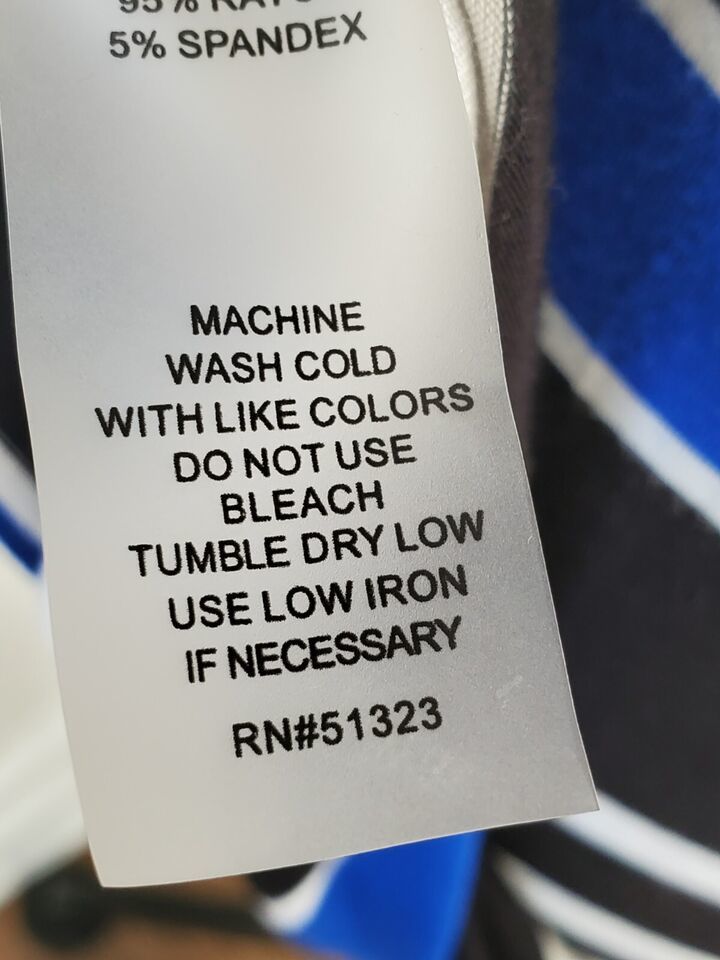 95%
5% SPANDEX
MACHINE
WASH COLD
WITH LIKE COLORS
DO NOT USE
BLEACH
TUMBLE DRY LOW
USE LOW IRON
IF NECESSARY
RN#51323